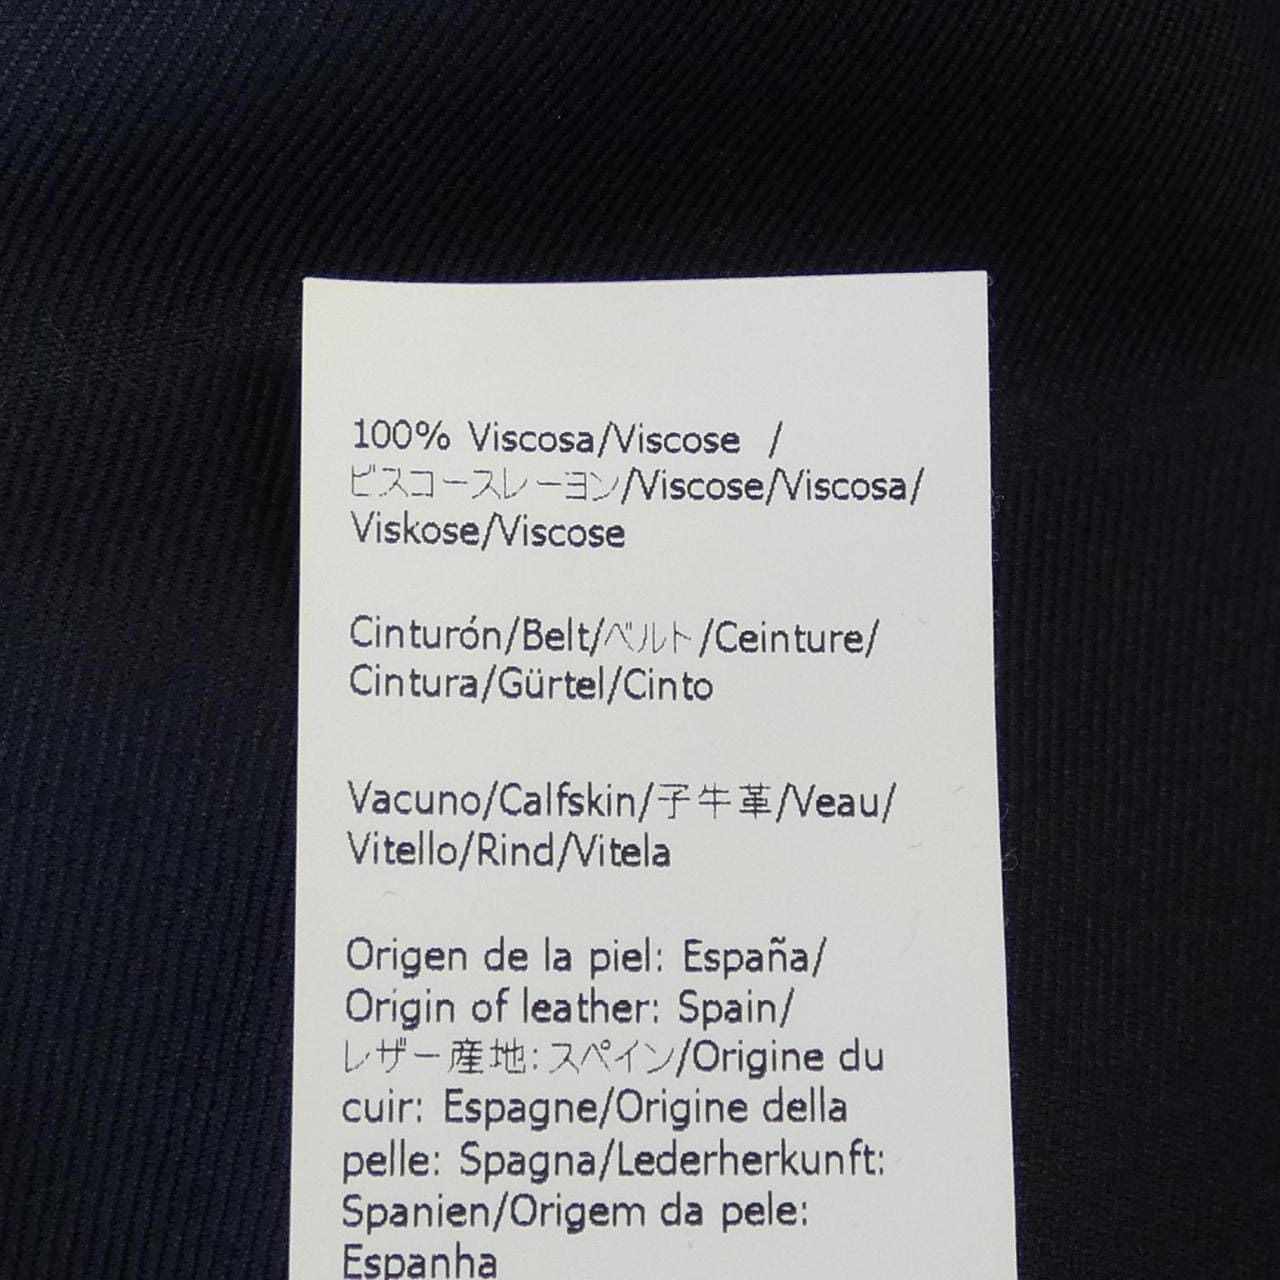 100% Viscosa/Viscose /
ビスコースレーヨン/Viscose/Viscosa/
Viskose/Viscose
Cinturón/Belt/ベルト/Ceinture/
Cintura/Gürtel/Cinto
Vacuno/Calfskin/子牛革/Veau/
Vitello/Rind/Vitela
Origen de la piel: España/
Origin of leather: Spain/
レザー産地:スペイン/Origine du
cuir: Espagne/Origine della
pelle: Spagna/Lederherkunft:
Spanien/Origem da pele:
Espanha